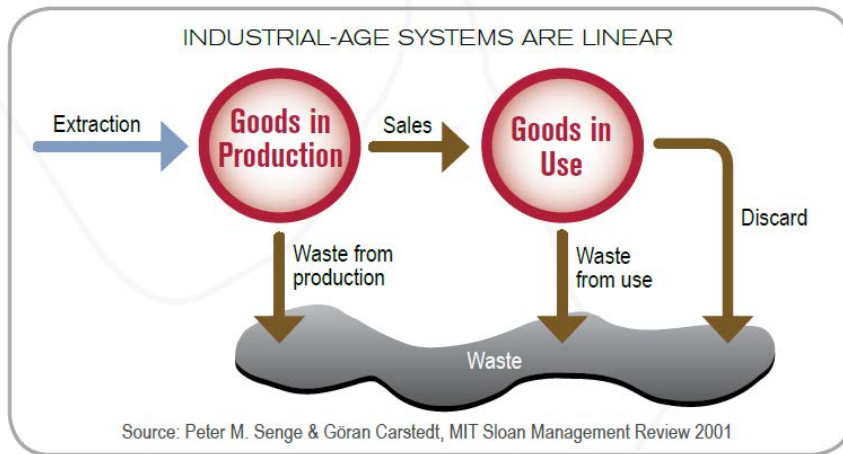 INDUSTRIAL-AGE SYSTEMS ARE LINEAR
Extraction
Goods in
Production
Sales
Goods in
Use
Discard
Waste from
production
Waste
from use
Waste
Source: Peter M. Senge & Göran Carstedt, MIT Sloan Management Review 2001